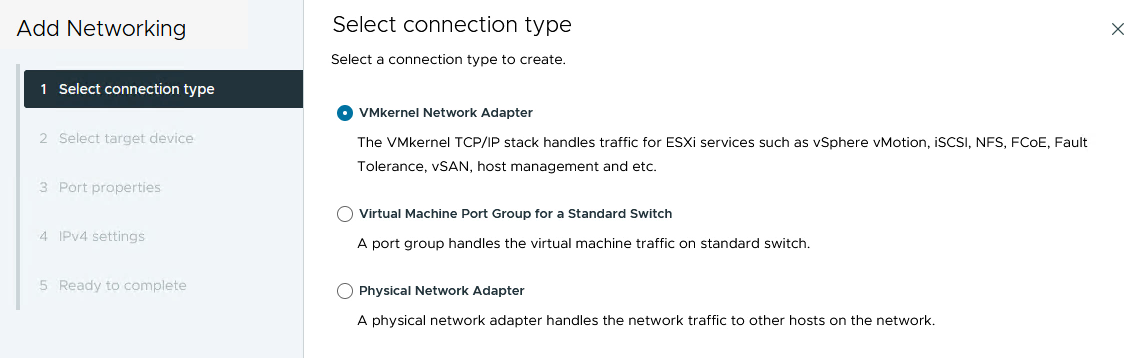 Add Networking
1 Select connection type
2 Select target device
3 Port properties
4 IPv4 settings
5 Ready to complete
Select connection type
Select a connection type to create.
VMkernel Network Adapter
The VMkernel TCP/IP stack handles traffic for ESXi services such as vSphere vMotion, iSCSI, NFS, FCoE, Fault
Tolerance, vSAN, host management and etc.
Virtual Machine Port Group for a Standard Switch
A port group handles the virtual machine traffic on standard switch.
Physical Network Adapter
A physical network adapter handles the network traffic to other hosts on the network.